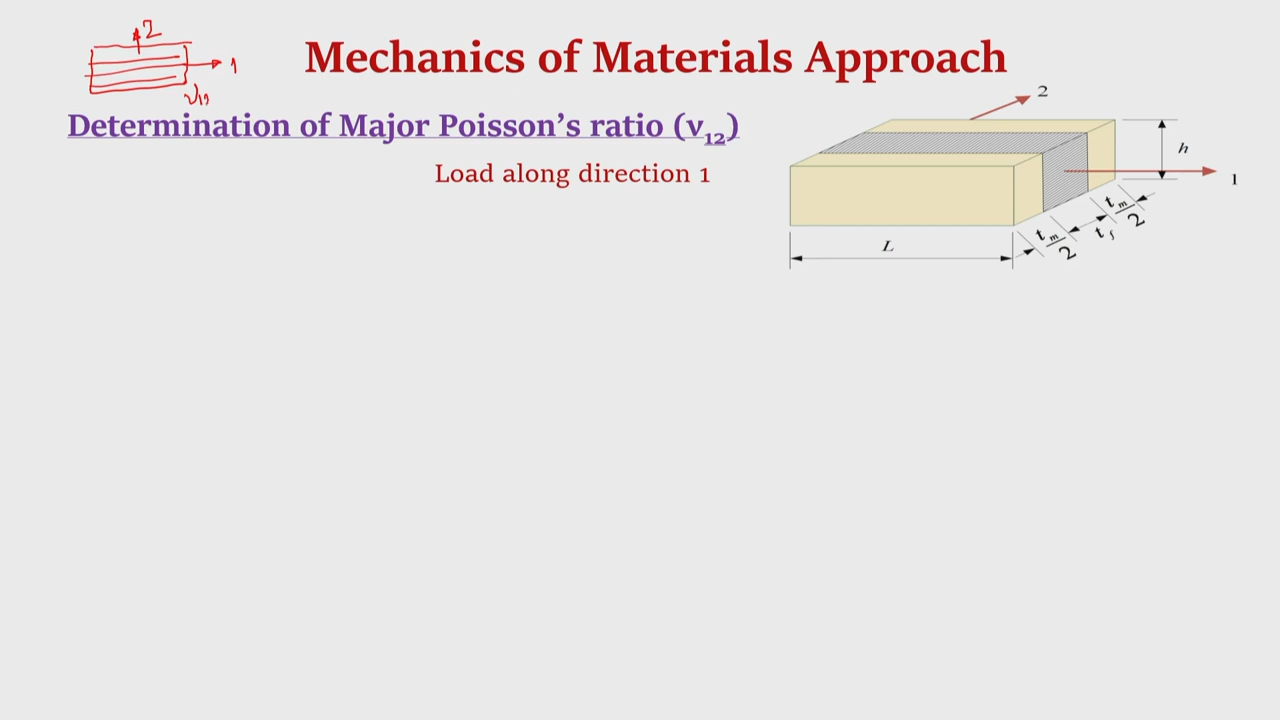 2
1
ν12
Mechanics of Materials Approach
Determination of Major Poisson's ratio (ν12)
Load along direction 1
2
h
1
tm/2
tf
tm/2
L